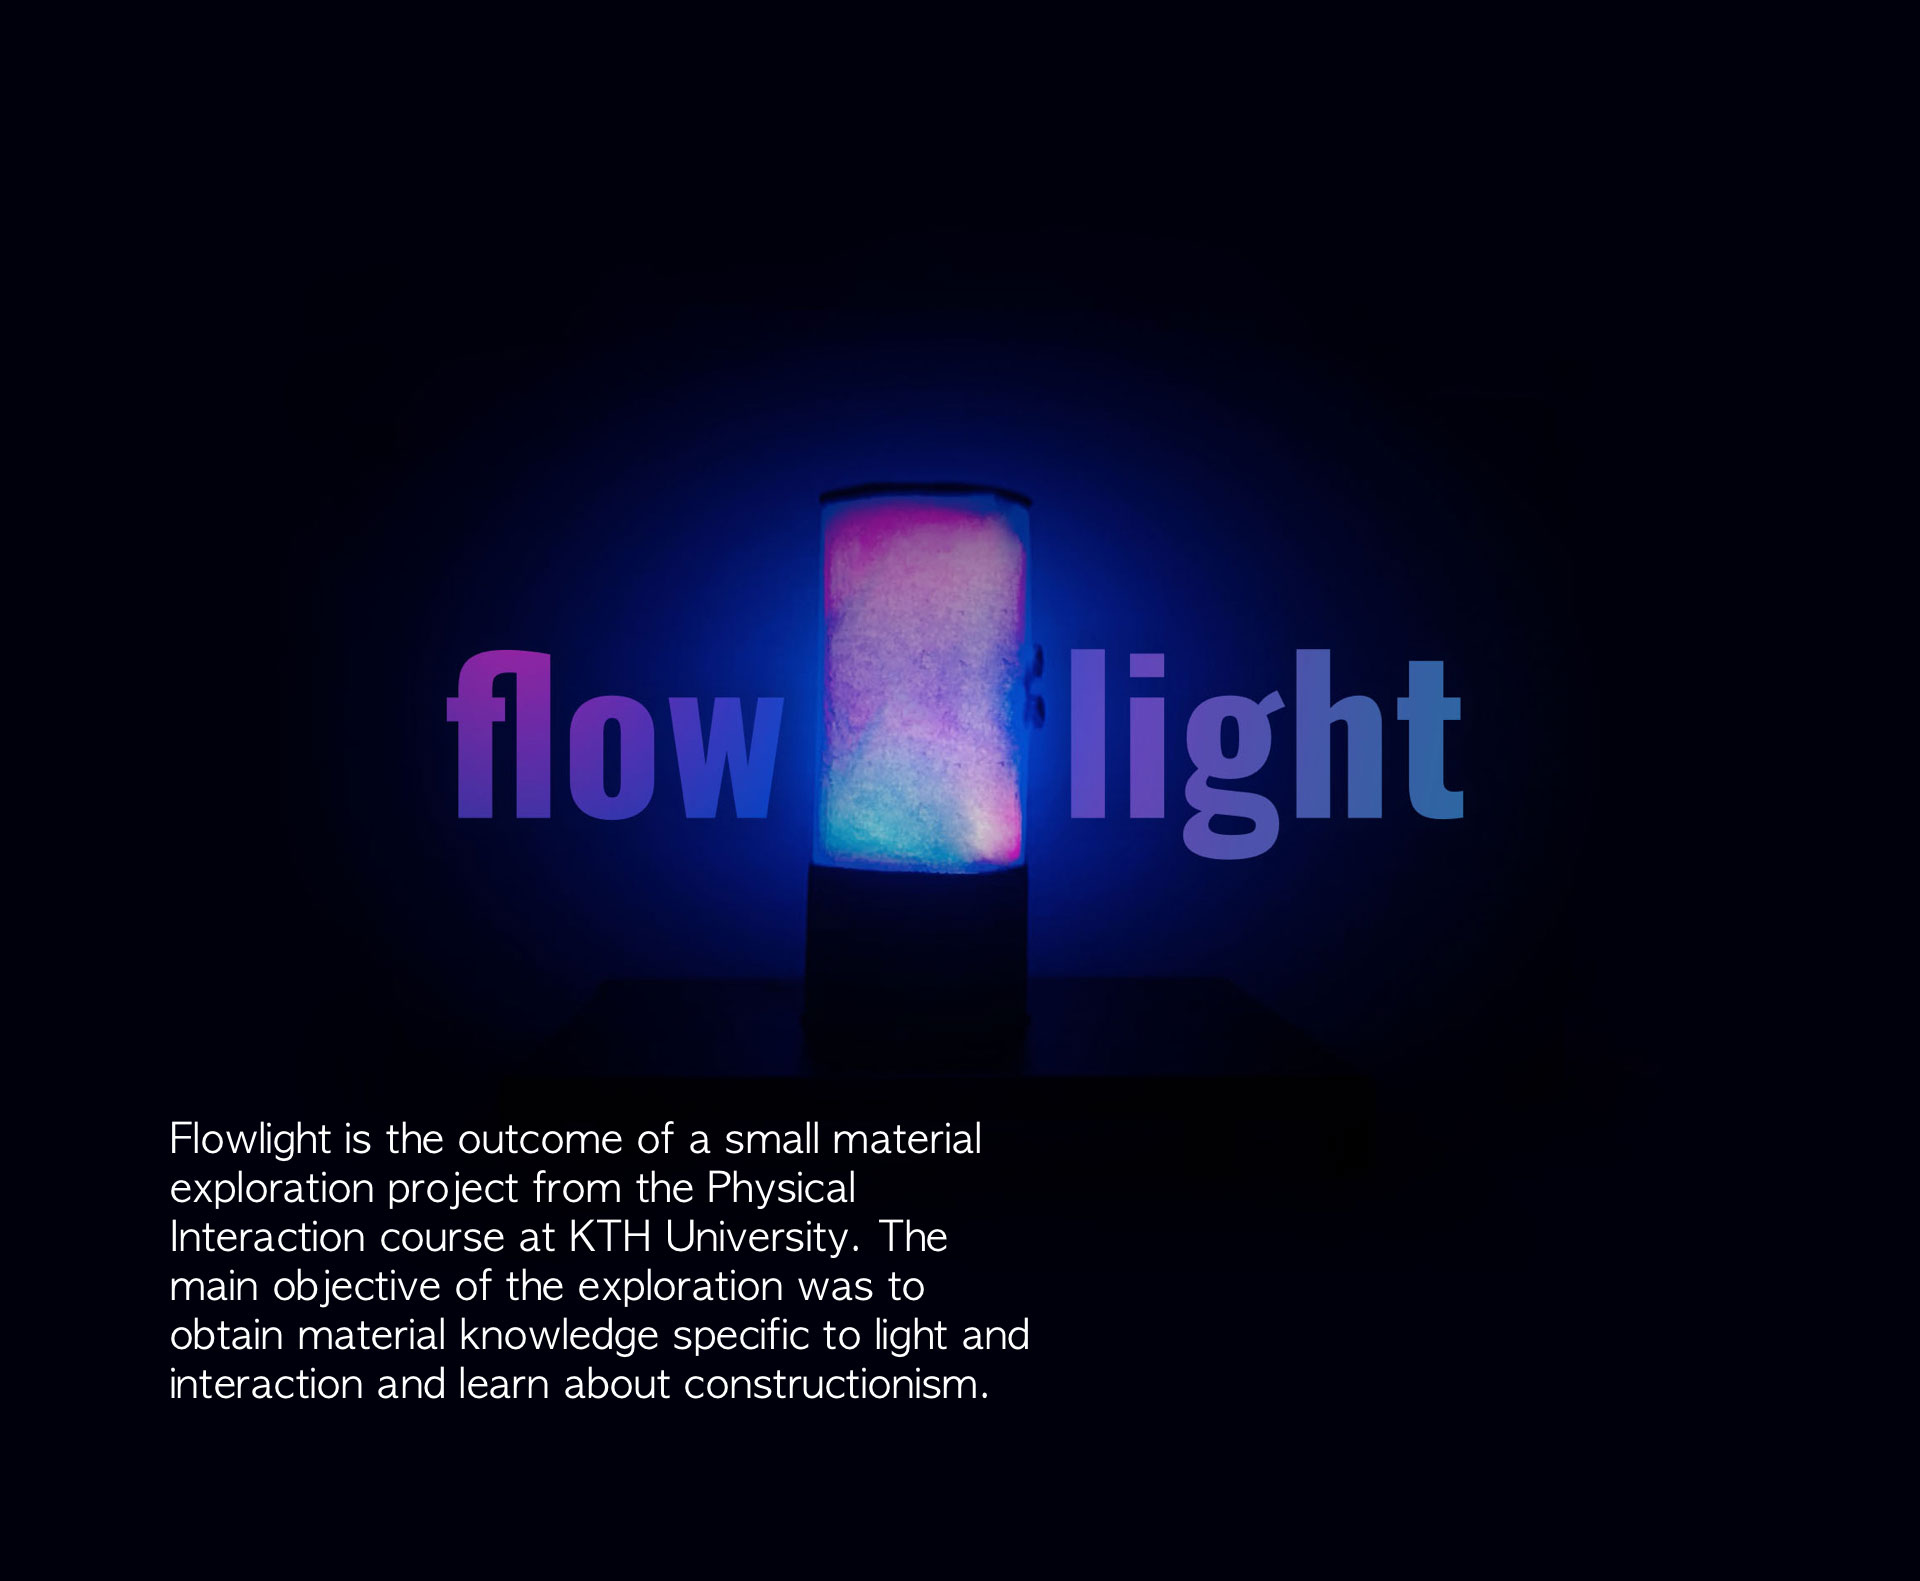 flow light
Flowlight is the outcome of a small material
exploration project from the Physical
Interaction course at KTH University. The
main objective of the exploration was to
obtain material knowledge specific to light and
interaction and learn about constructionism.